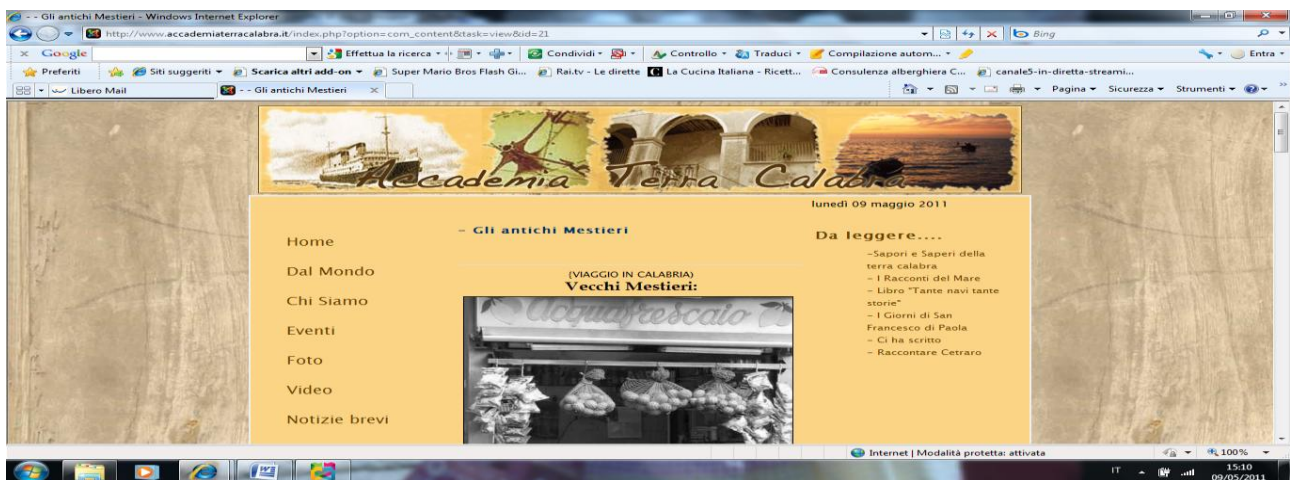 - - Gli antichi Mestieri - Windows Internet Explorer
http://www.accademiaterracalabra.it/index.php?option=com_content&task=view&id=21
Bing
Google
Effettua la ricerca
Condividi
Controllo
Traduci
Compilazione autom...
Entra
Preferiti
Siti suggeriti
Scarica altri add-on
Super Mario Bros Flash Gi...
Rai.tv - Le dirette
La Cucina Italiana - Ricett...
Consulenza alberghiera C...
canale5-in-diretta-streami...
Libero Mail
- - Gli antichi Mestieri
Pagina
Sicurezza
Strumenti
Accademia Terra Calabra
lunedì 09 maggio 2011
Home
Dal Mondo
Chi Siamo
Eventi
Foto
Video
Notizie brevi
- Gli antichi Mestieri
(VIAGGIO IN CALABRIA)
Vecchi Mestieri:
acquafrescaio
Da leggere....
-Sapori e Saperi della
terra calabra
- I Racconti del Mare
- Libro "Tante navi tante
storie"
- I Giorni di San
Francesco di Paola
- Ci ha scritto
- Raccontare Cetraro
Internet | Modalità protetta: attivata
100%
IT
15:10
09/05/2011